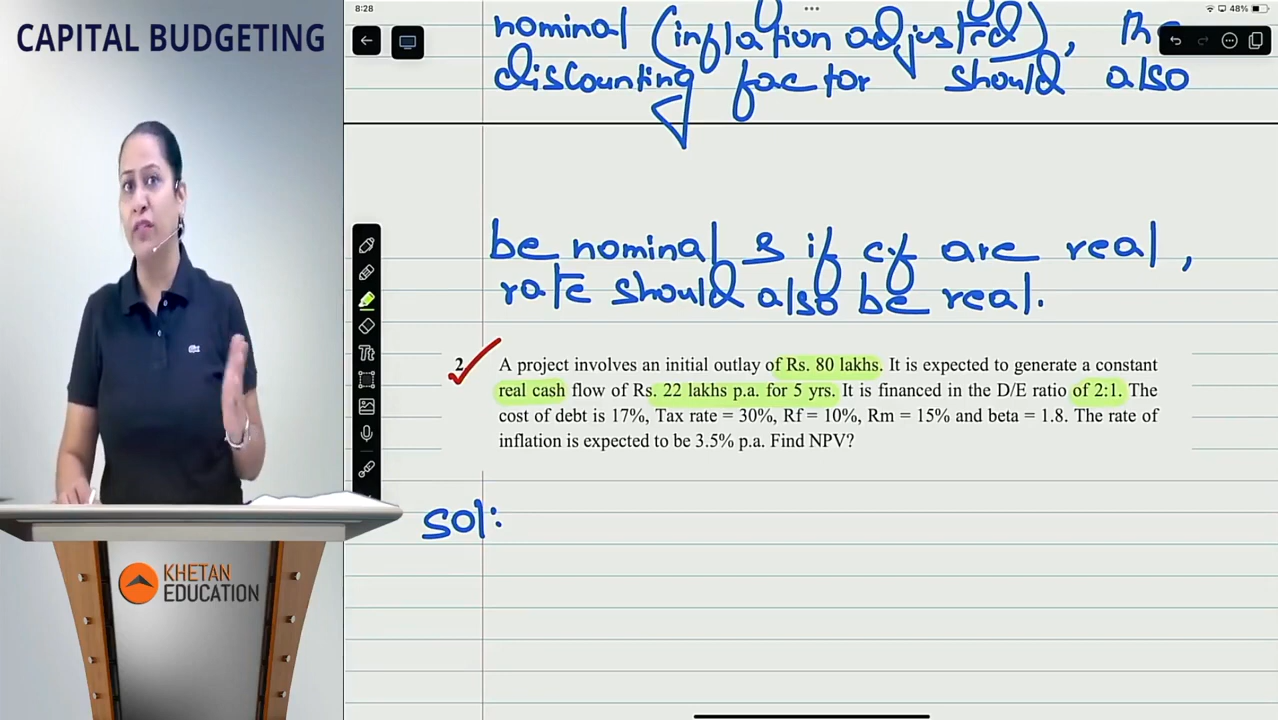 8:28
48%
CAPITAL BUDGETING
nominal (inflation adjusted), the
discounting factor should also
be nominal & if c.f are real,
rate should also be real.
2 A project involves an initial outlay of Rs. 80 lakhs. It is expected to generate a constant
real cash flow of Rs. 22 lakhs p.a. for 5 yrs. It is financed in the D/E ratio of 2:1. The
cost of debt is 17%, Tax rate = 30%, Rf = 10%, Rm = 15% and beta = 1.8. The rate of
inflation is expected to be 3.5% p.a. Find NPV?
Sol:
Tt
KHETAN
EDUCATION